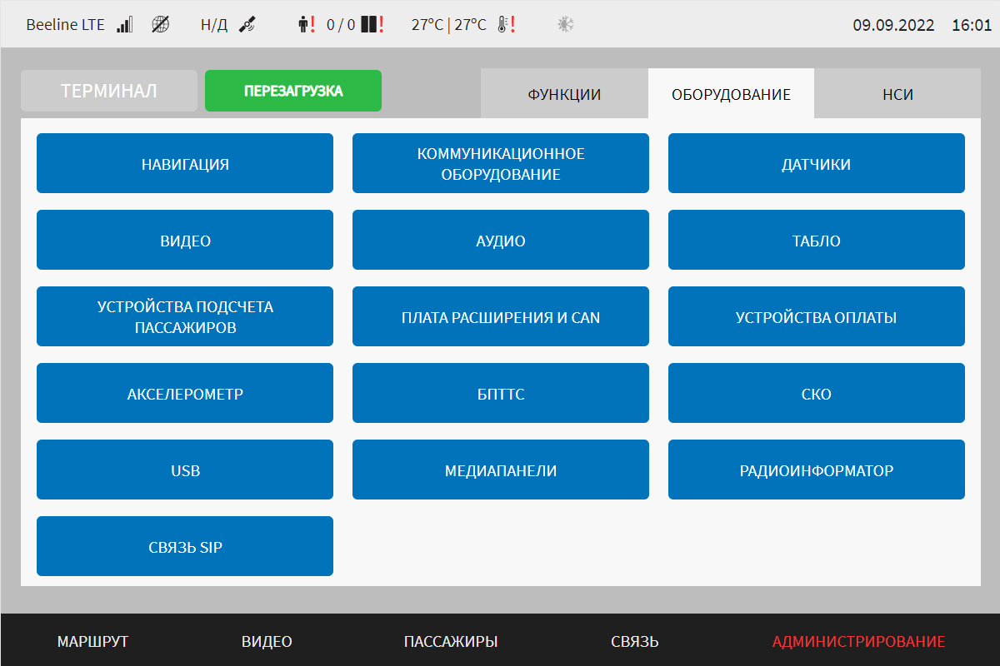 Beeline LTE Н/Д 0 / 0 27°C | 27°C 09.09.2022 16:01
ТЕРМИНАЛ ПЕРЕЗАГРУЗКА ФУНКЦИИ ОБОРУДОВАНИЕ НСИ
НАВИГАЦИЯ
КОММУНИКАЦИОННОЕ
ОБОРУДОВАНИЕ
ДАТЧИКИ
ВИДЕО
АУДИО
ТАБЛО
УСТРОЙСТВА ПОДСЧЕТА
ПАССАЖИРОВ
ПЛАТА РАСШИРЕНИЯ И CAN
УСТРОЙСТВА ОПЛАТЫ
АКСЕЛЕРОМЕТР
БПТТС
СКО
USB
МЕДИАПАНЕЛИ
РАДИОИНФОРМАТОР
СВЯЗЬ SIP
МАРШРУТ ВИДЕО ПАССАЖИРЫ СВЯЗЬ АДМИНИСТРИРОВАНИЕ